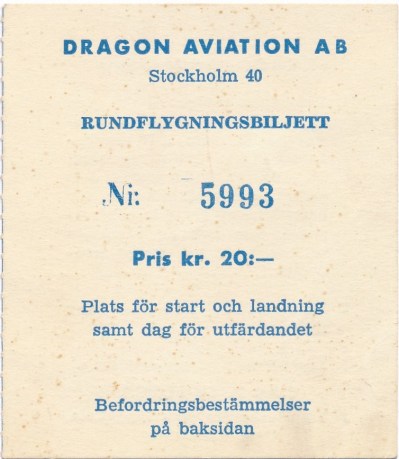 DRAGON AVIATION AB
Stockholm 40
RUNDFLYGNINGSBILJETT
Ni: 5993
Pris kr. 20:—
Plats för start och landning
samt dag för utfärdandet
Befordringsbestämmelser
på baksidan